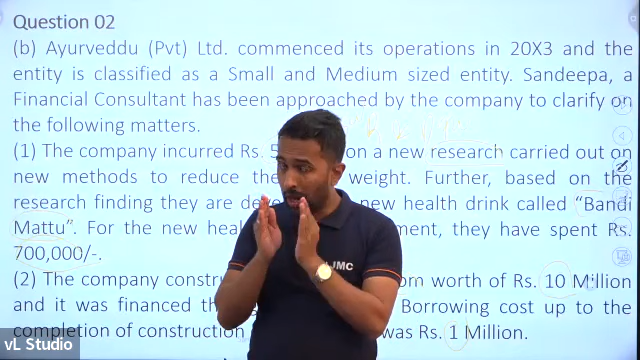 Question 02
(b) Ayurveddu (Pvt) Ltd. commenced its operations in 20X3 and the
entity is classified as a Small and Medium sized entity. Sandeepa, a
Financial Consultant has been approached by the company to clarify on
the following matters.
(1) The company incurred Rs. 5 on a new research carried out on
new methods to reduce the weight. Further, based on the
research finding they are de new health drink called “Bandi
Mattu”. For the new heal ment, they have spent Rs.
700,000/-.
(2) The company constr om worth of Rs. 10 Million
and it was financed th Borrowing cost up to the
completion of construction was Rs. 1 Million.
JMC
vL Studio